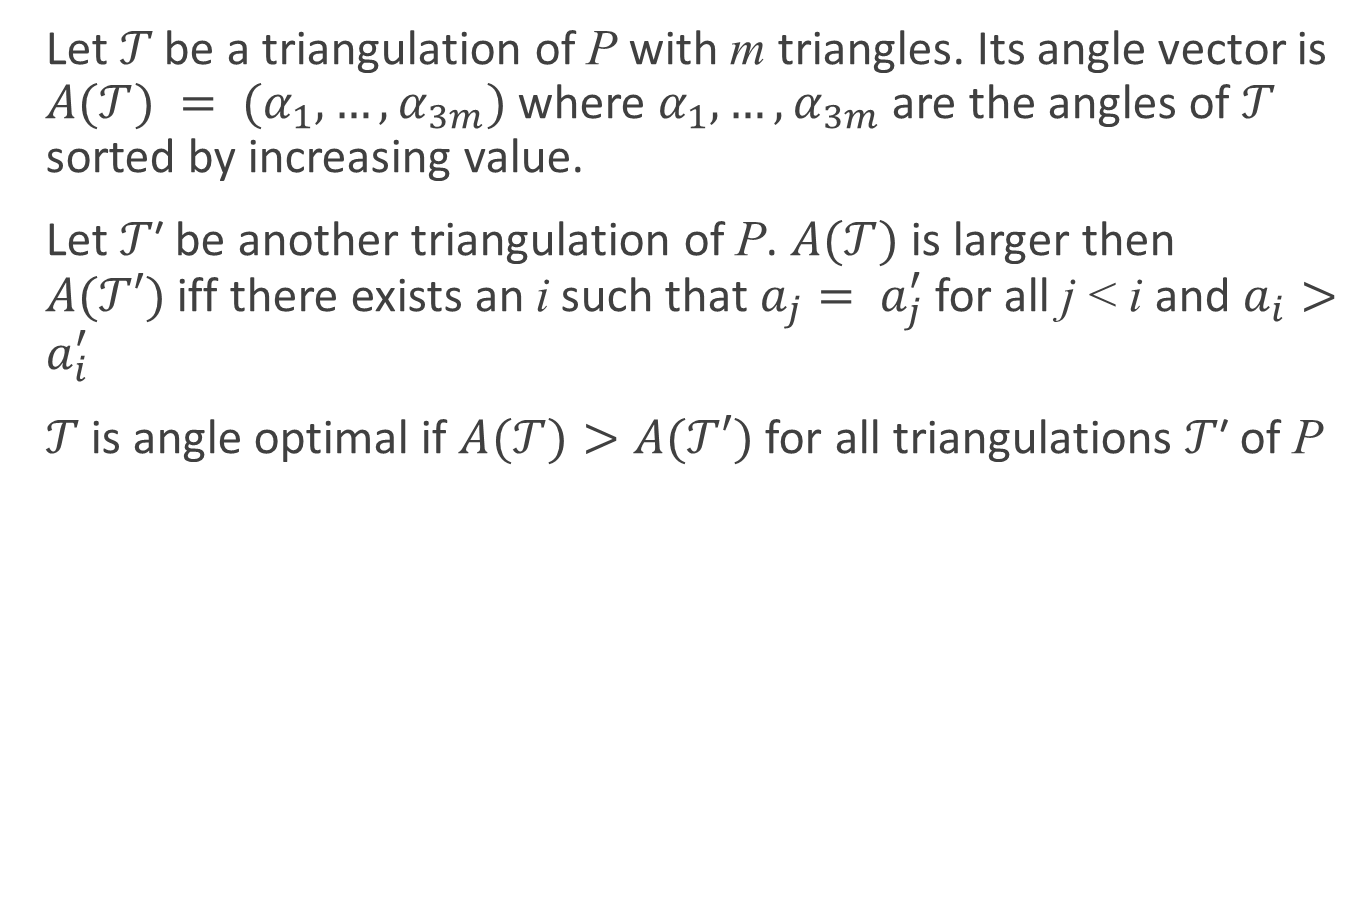 Let 𝒯 be a triangulation of P with m triangles. Its angle vector is
A(𝒯) = (α₁, … , α₃ₘ) where α₁, … , α₃ₘ are the angles of 𝒯
sorted by increasing value.
Let 𝒯′ be another triangulation of P. A(𝒯) is larger then
A(𝒯′) iff there exists an i such that aⱼ = a′ⱼ for all j < i and aᵢ >
a′ᵢ
𝒯 is angle optimal if A(𝒯) > A(𝒯′) for all triangulations 𝒯′ of P